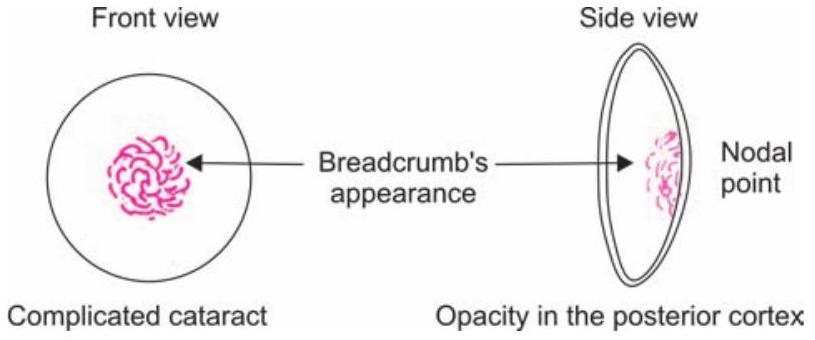 Front view
Side view
Breadcrumb's
appearance
Nodal
point
Complicated cataract
Opacity in the posterior cortex